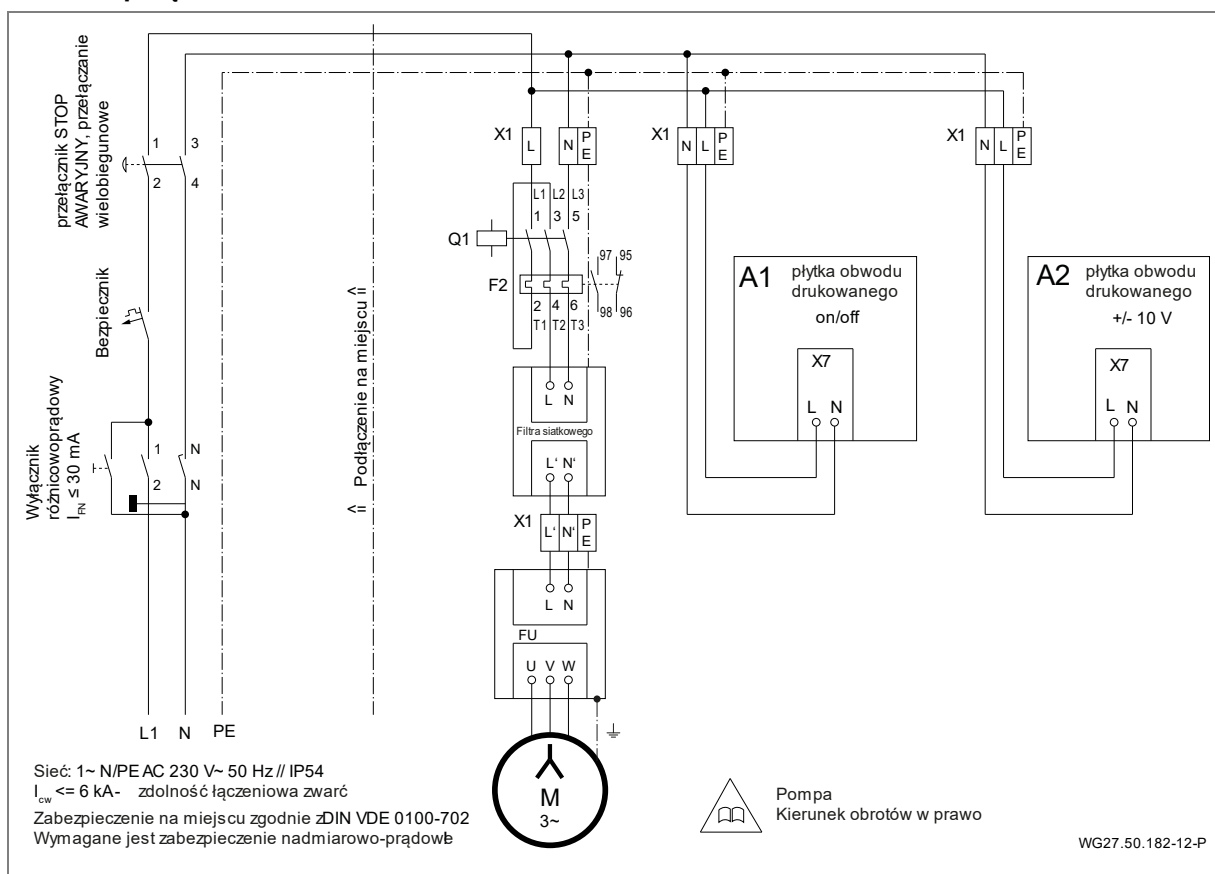 przełącznik STOP
AWARYJNY, przełączanie
wielobiegunowe
1 3
2 4
Bezpiecznik
Wyłącznik
różnicowoprądowy
I_FN ≤ 30 mA
1 N
2 N
L1 N PE
<= Podłączenie na miejscu =>
X1 L N PE
L1 L2 L3
1 3 5
Q1
F2
97 95
98 96
2 4 6
T1 T2 T3
L N
Filtra siatkowego
L' N'
X1 L' N' PE
L N
FU
U V W
M
3~
X1 N L PE
A1 płytka obwodu
drukowanego
on/off
X7
L N
X1 N L PE
A2 płytka obwodu
drukowanego
+/- 10 V
X7
L N
Sieć: 1~ N/PE AC 230 V~ 50 Hz // IP54
I_cw <= 6 kA- zdolność łączeniowa zwarć
Zabezpieczenie na miejscu zgodnie z DIN VDE 0100-702
Wymagane jest zabezpieczenie nadmiarowo-prądowe
Pompa
Kierunek obrotów w prawo
WG27.50.182-12-P